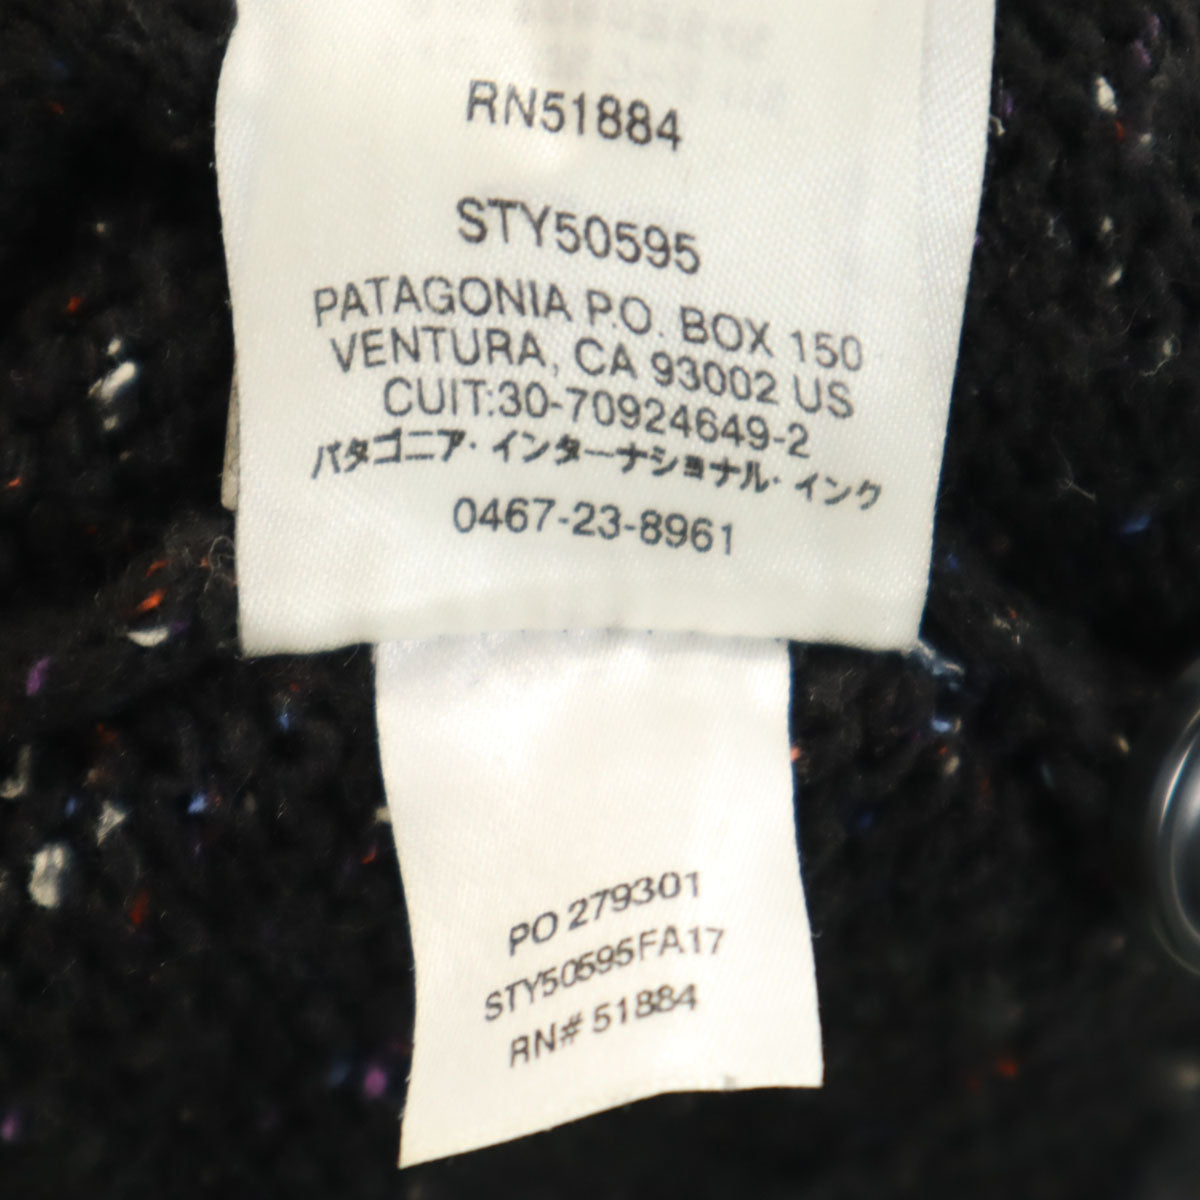 RN51884
STY50595
PATAGONIA P.O. BOX 150
VENTURA, CA 93002 US
CUIT:30-70924649-2
パタゴニア・インターナショナル・インク
0467-23-8961
PO 279301
STY50595FA17
RN# 51884